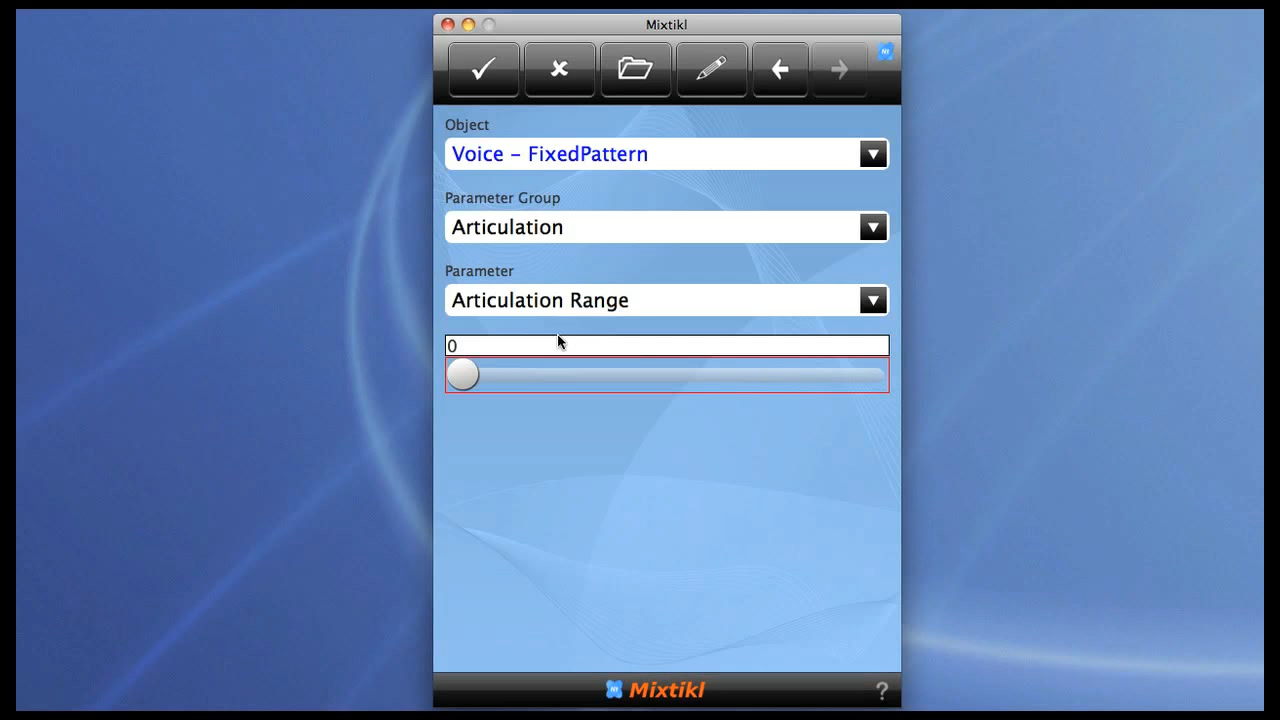 Mixtikl
Object
Voice – FixedPattern
Parameter Group
Articulation
Parameter
Articulation Range
0
Mixtikl
?